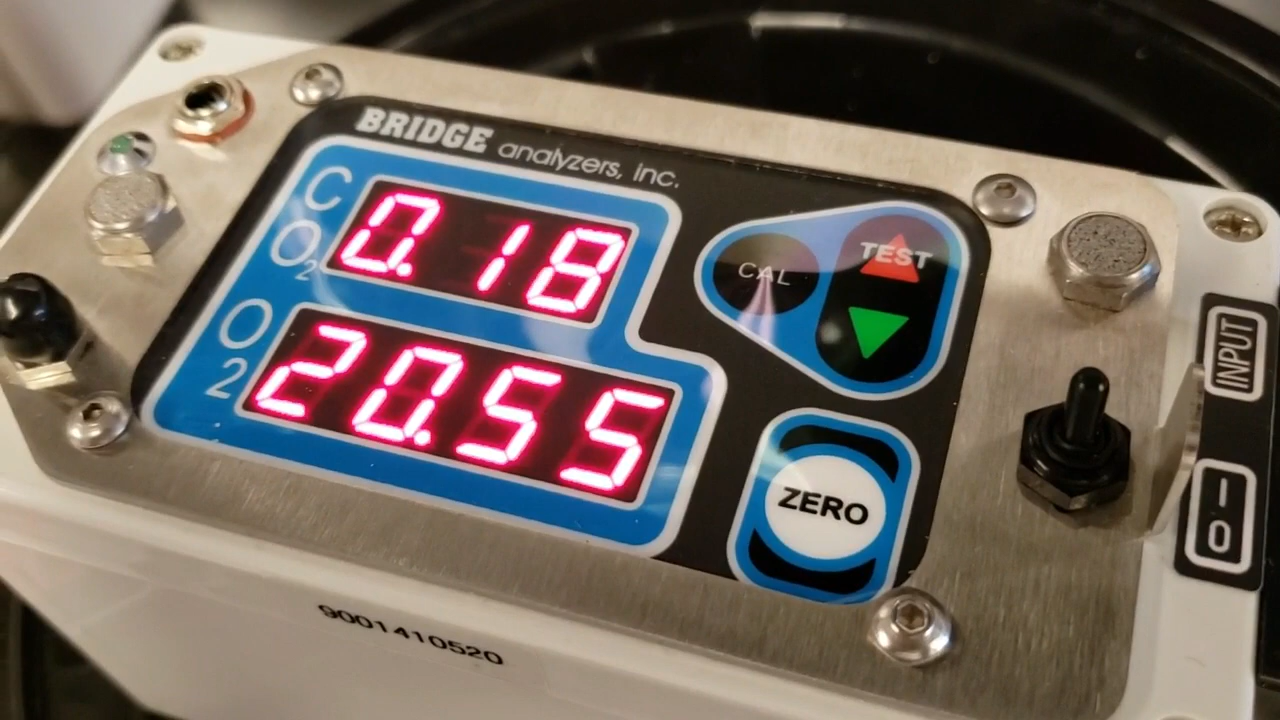 BRIDGE analyzers, inc.
CO2
0.18
O2
20.55
CAL
TEST
ZERO
INPUT
I
O
9001410520